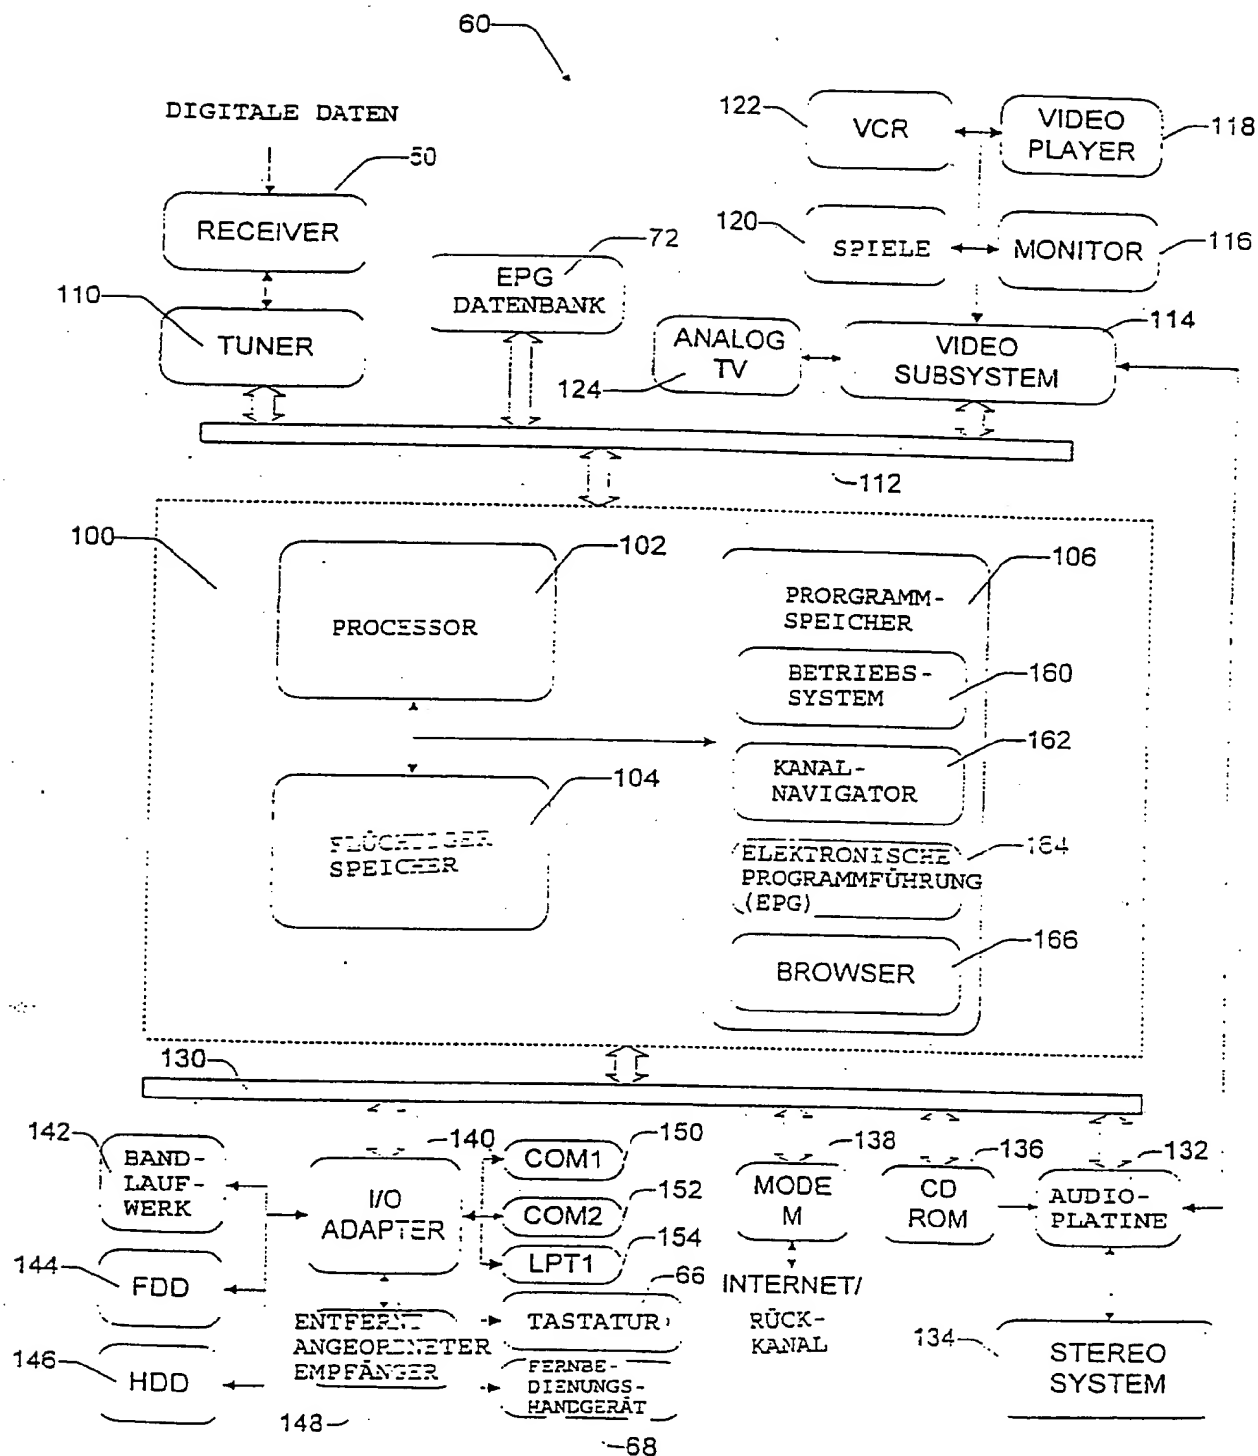 60
DIGITALE DATEN
50
RECEIVER
110
TUNER
72
EPG
DATENBANK
122
VCR
VIDEO
PLAYER
118
120
SPIELE
MONITOR
116
ANALOG
TV
124
VIDEO
SUBSYSTEM
114
112
100
102
PROCESSOR
104
FLÜCHTIGER
SPEICHER
106
PRORGRAMM-
SPEICHER
BETRIEBS-
SYSTEM
160
162
KANAL-
NAVIGATOR
164
ELEKTRONISCHE
PROGRAMMFÜHRUNG
(EPG)
166
BROWSER
130
142
BAND-
LAUF-
WERK
144
FDD
146
HDD
140
I/O
ADAPTER
150
COM1
152
COM2
154
LPT1
66
TASTATUR
ENTFERNT
ANGEORDNETER
EMPFÄNGER
148
FERNBE-
DIENUNGS-
HANDGERÄT
68
138
MODE
M
INTERNET/
RÜCK-
KANAL
136
CD
ROM
132
AUDIO-
PLATINE
134
STEREO
SYSTEM